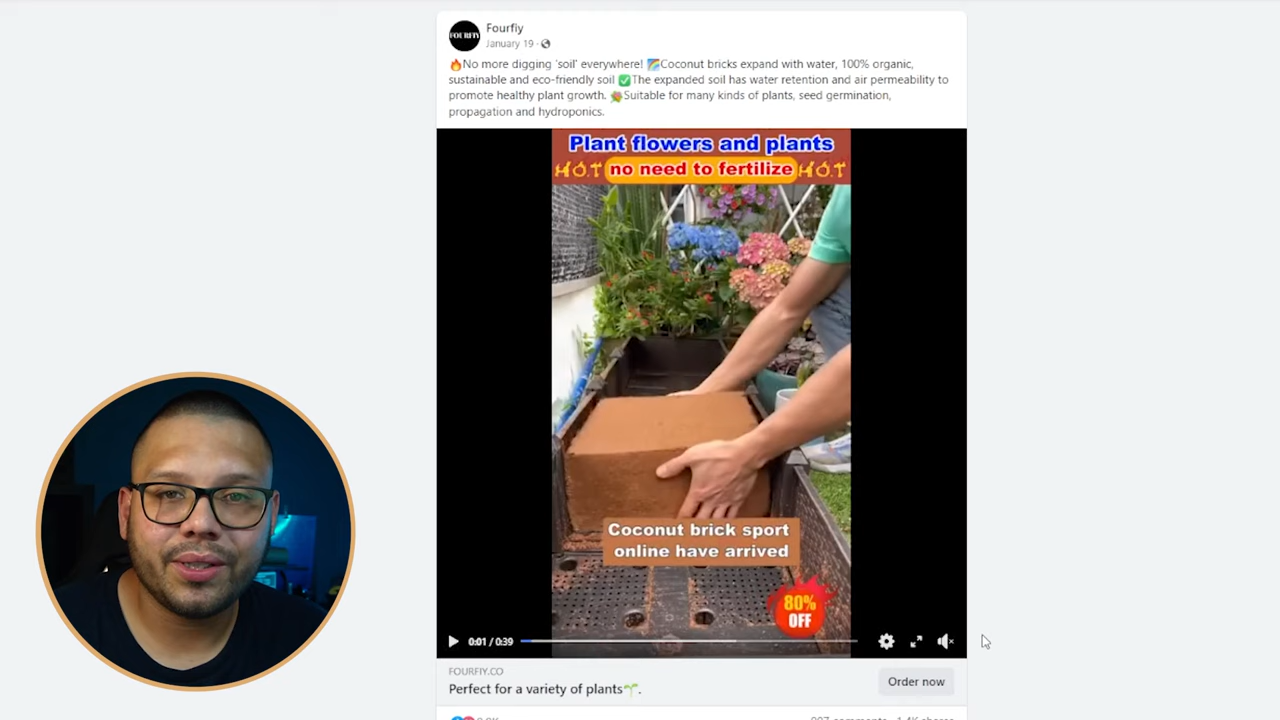 Fourfiy
January 19 ·
🔥No more digging 'soil' everywhere! 🌈Coconut bricks expand with water, 100% organic,
sustainable and eco-friendly soil ✅The expanded soil has water retention and air permeability to
promote healthy plant growth. 💐Suitable for many kinds of plants, seed germination,
propagation and hydroponics.
FOURFIY
Plant flowers and plants
HOT no need to fertilize HOT
Coconut brick sport
online have arrived
80%
OFF
0:01 / 0:39
FOURFIY.CO
Perfect for a variety of plants🌱.
Order now